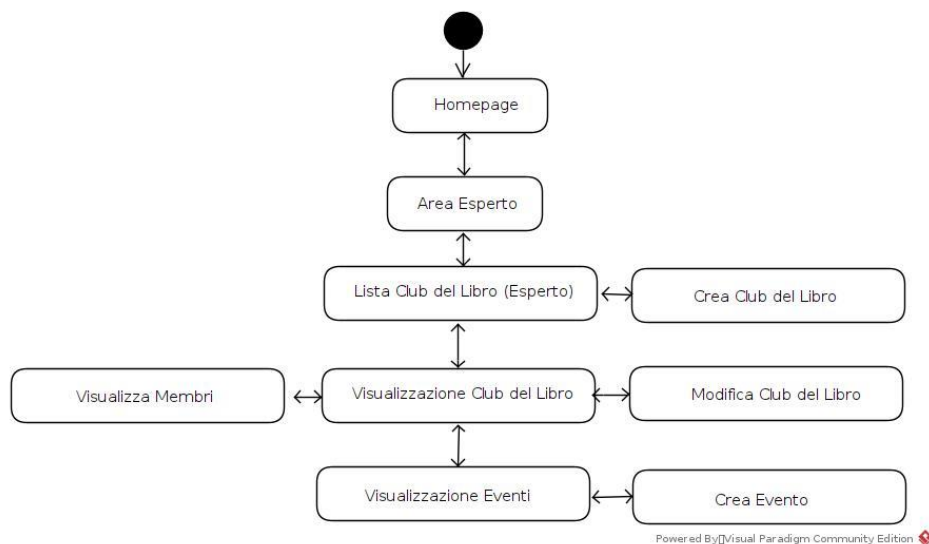 Homepage
Area Esperto
Lista Club del Libro (Esperto)
Crea Club del Libro
Visualizza Membri
Visualizzazione Club del Libro
Modifica Club del Libro
Visualizzazione Eventi
Crea Evento
Powered By▯Visual Paradigm Community Edition